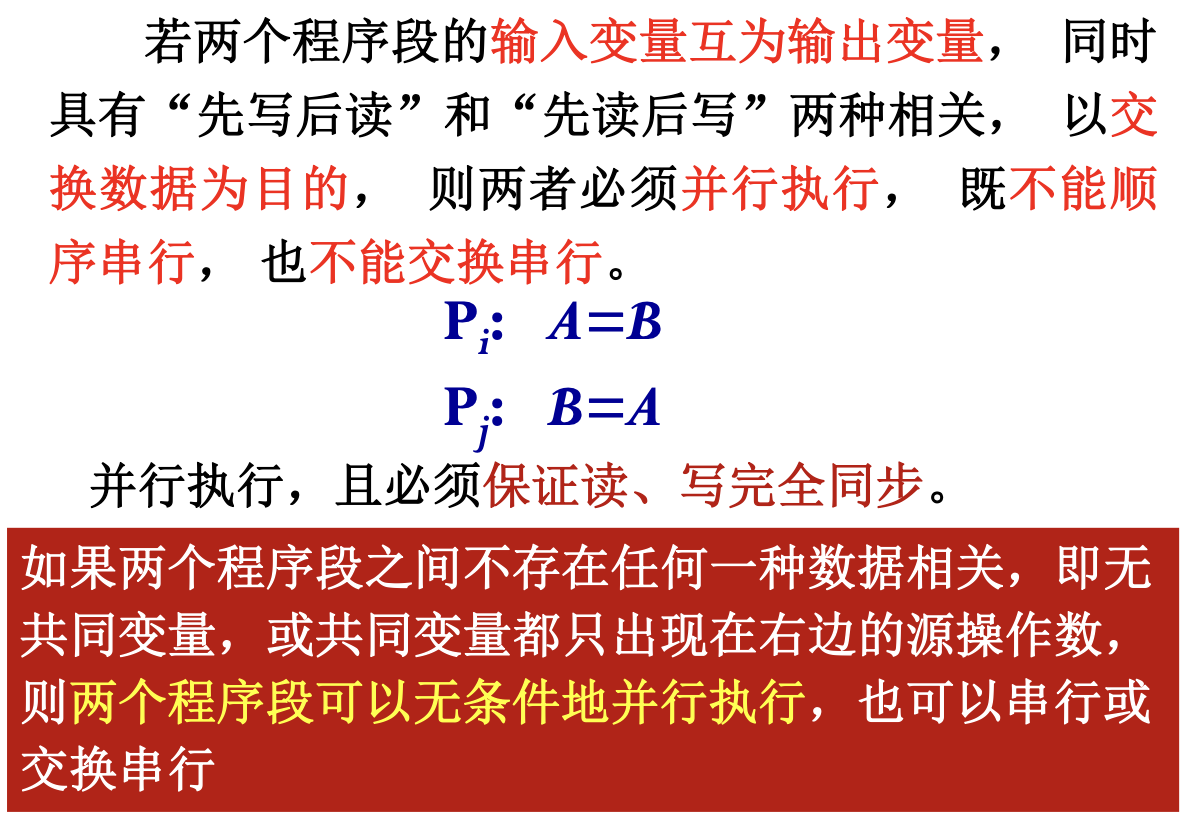 若两个程序段的输入变量互为输出变量， 同时
具有“先写后读”和“先读后写”两种相关， 以交
换数据为目的， 则两者必须并行执行， 既不能顺
序串行， 也不能交换串行。
Pi： A=B
Pj： B=A
并行执行，且必须保证读、写完全同步。
如果两个程序段之间不存在任何一种数据相关，即无
共同变量，或共同变量都只出现在右边的源操作数，
则两个程序段可以无条件地并行执行，也可以串行或
交换串行